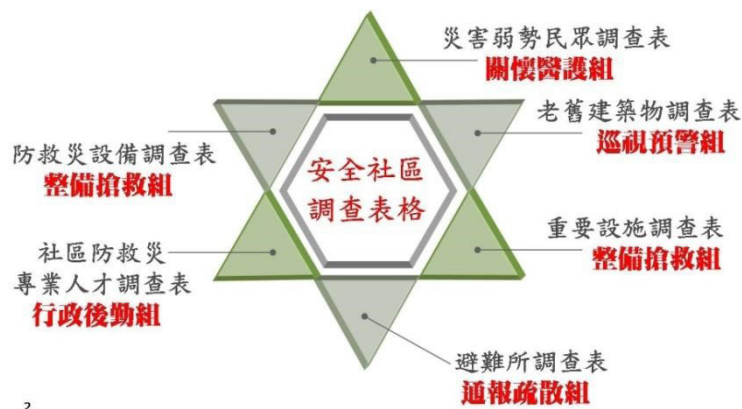 災害弱勢民眾調查表
關懷醫護組
老舊建築物調查表
巡視預警組
防救災設備調查表
整備搶救組
安全社區
調查表格
重要設施調查表
整備搶救組
社區防救災
專業人才調查表
行政後勤組
避難所調查表
通報疏散組
2